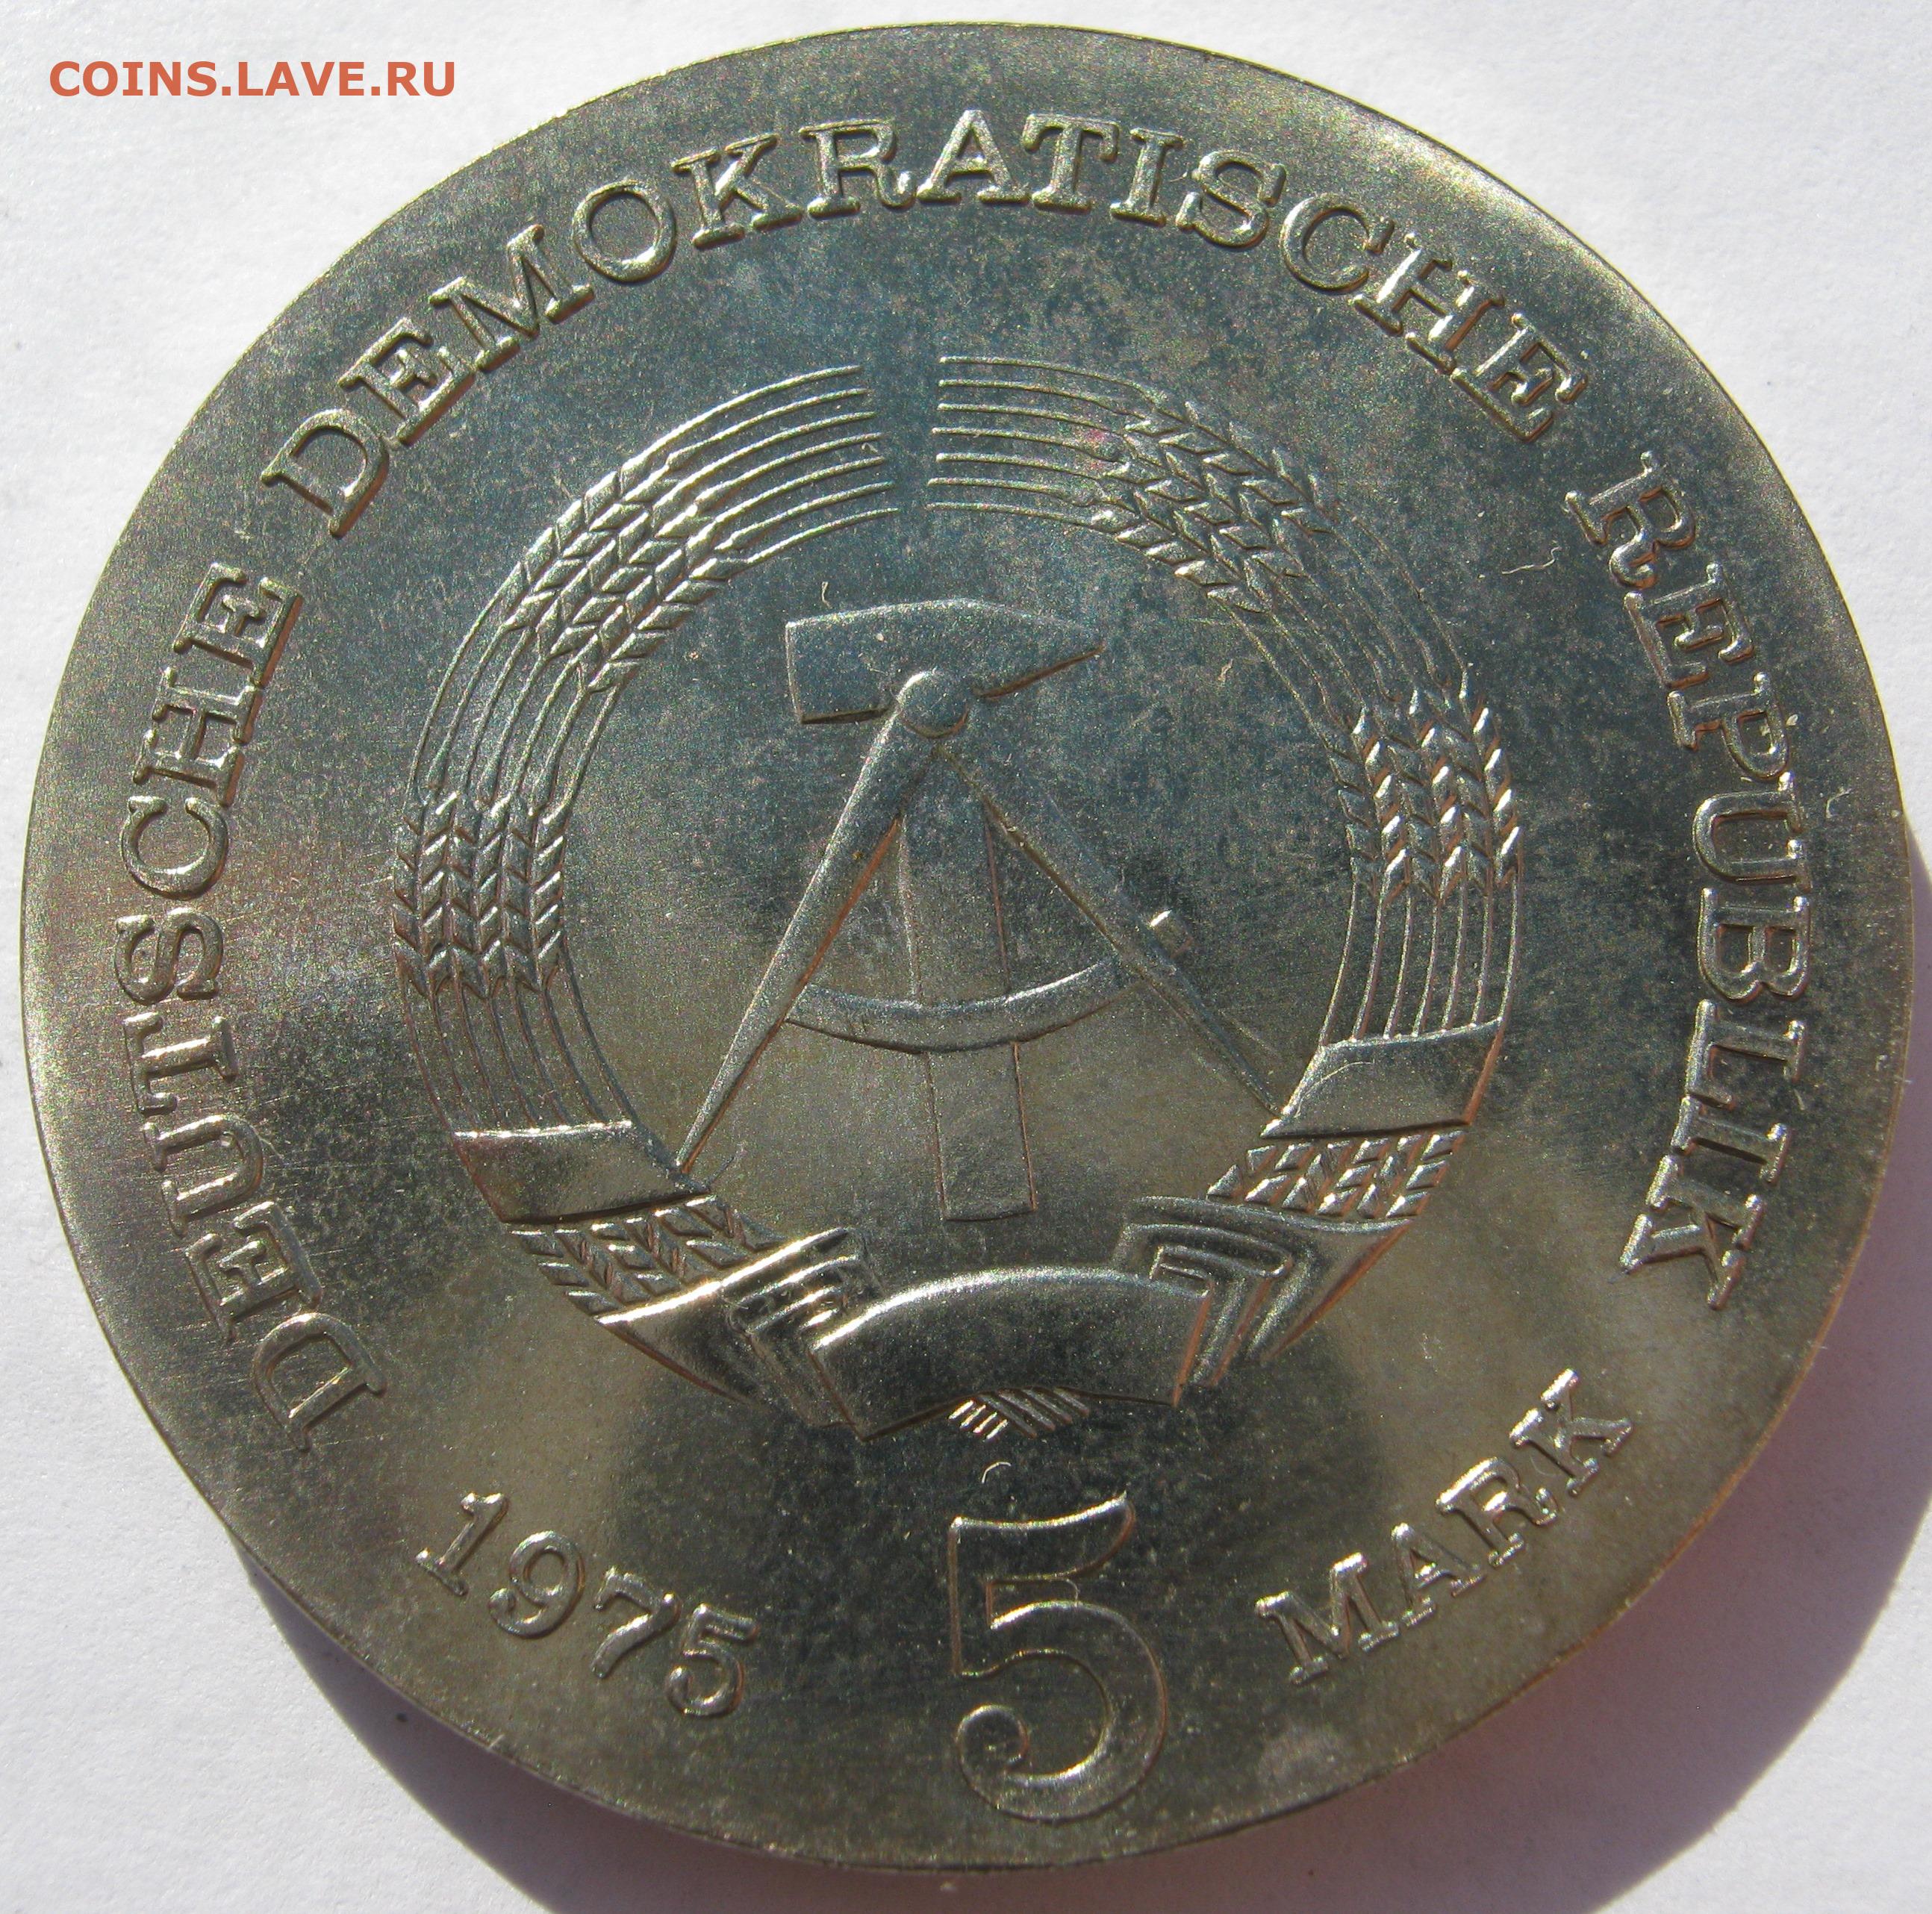 COINS.LAVE.RU
DEUTSCHE DEMOKRATISCHE REPUBLIK
1975 5 MARK